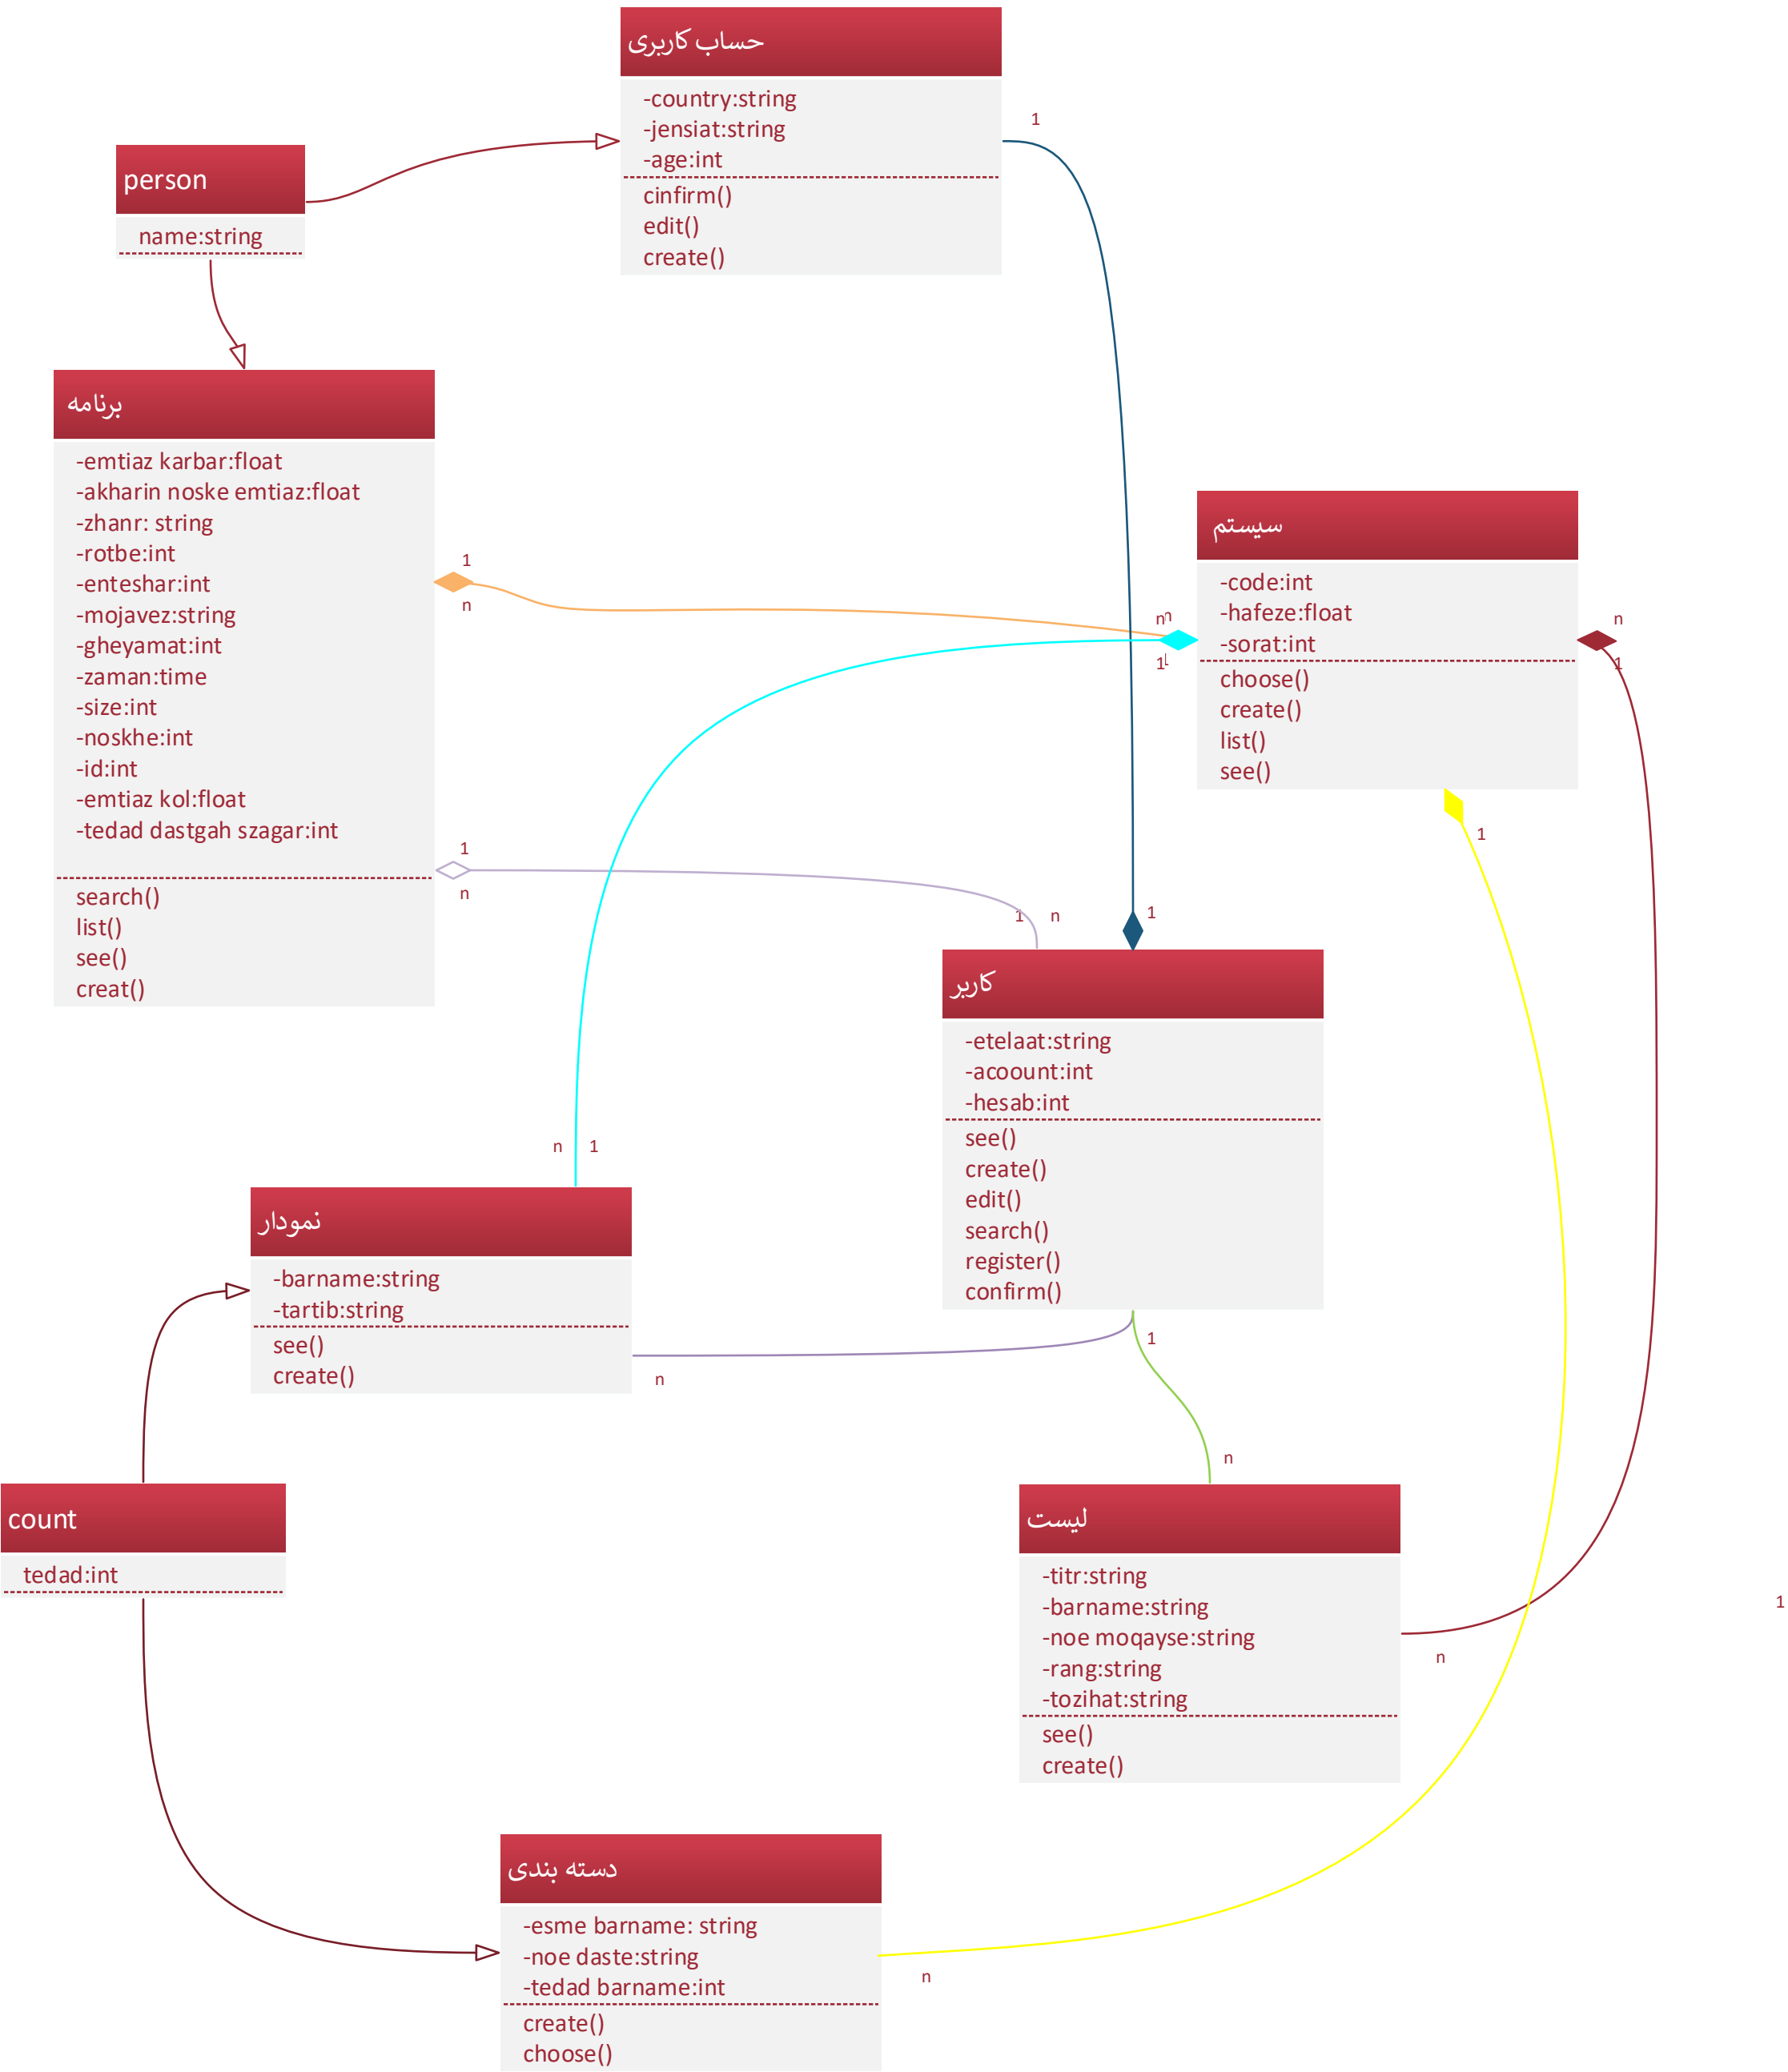 حساب کاربری
-country:string
-jensiat:string
-age:int
cinfirm()
edit()
create()
1
person
name:string
برنامه
-emtiaz karbar:float
-akharin noske emtiaz:float
-zhanr: string
-rotbe:int
-enteshar:int
-mojavez:string
-gheyamat:int
-zaman:time
-size:int
-noskhe:int
-id:int
-emtiaz kol:float
-tedad dastgah szagar:int
search()
list()
see()
creat()
1
n
1
n
سیستم
-code:int
-hafeze:float
-sorat:int
choose()
create()
list()
see()
n
n
1
1
n
1
1
1
n
1
کاربر
-etelaat:string
-acoount:int
-hesab:int
see()
create()
edit()
search()
register()
confirm()
1
n
n
1
نمودار
-barname:string
-tartib:string
see()
create()
n
count
tedad:int
لیست
-titr:string
-barname:string
-noe moqayse:string
-rang:string
-tozihat:string
see()
create()
n
1
دسته بندی
-esme barname: string
-noe daste:string
-tedad barname:int
create()
choose()
n